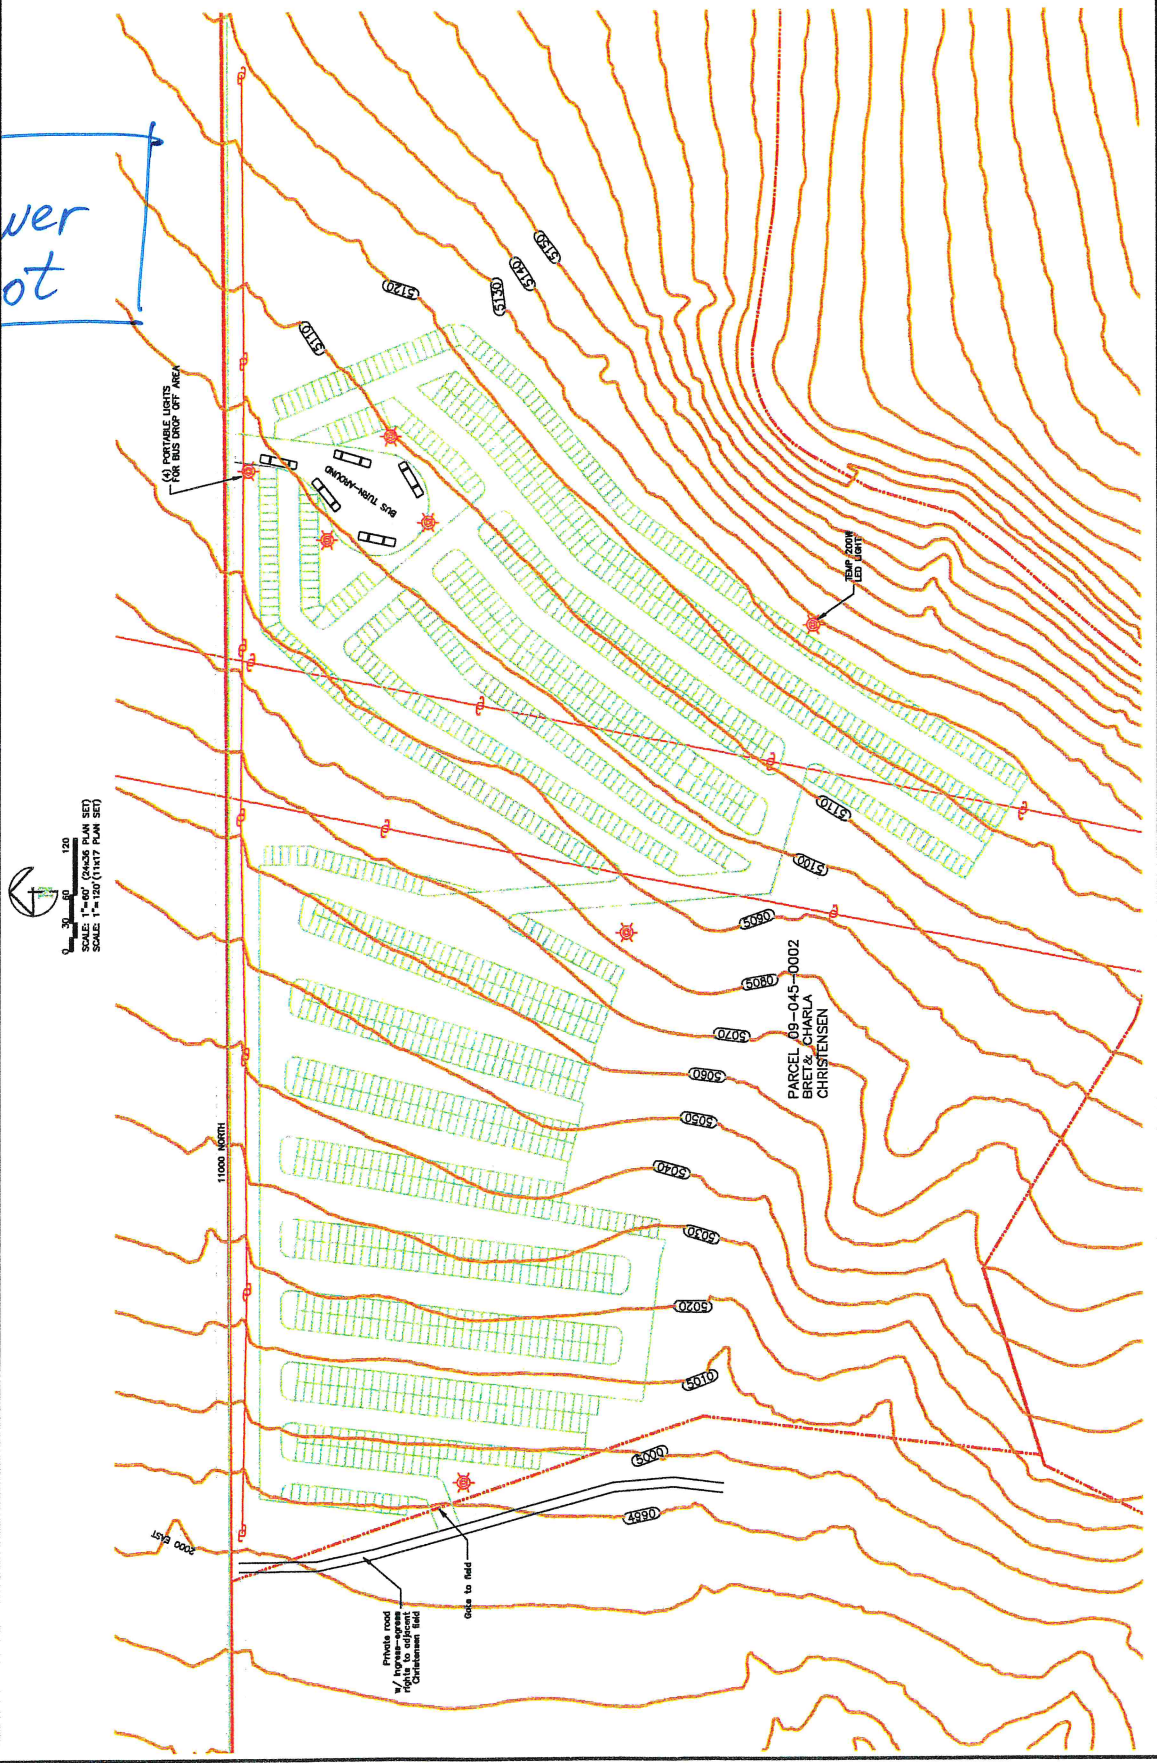 wer
ot
(4) PORTABLE LIGHTS
FOR BUS DROP OFF AREA
BUS TURN-AROUND
5110
5120
5130
5140
5150
TEMP 200W
LED LIGHT
N
0 30 60 120
SCALE: 1"=60' (24x36 PLAN SET)
SCALE: 1"=120' (11x17 PLAN SET)
11000 NORTH
5110
5100
5090
5080
5070
5060
5050
5040
5030
5020
5010
5000
4990
PARCEL 09-045-0002
BRET & CHARLA
CHRISTENSEN
2000 EAST
Private road
w/ ingress-egress
rights to adjacent
Christensen field
to field